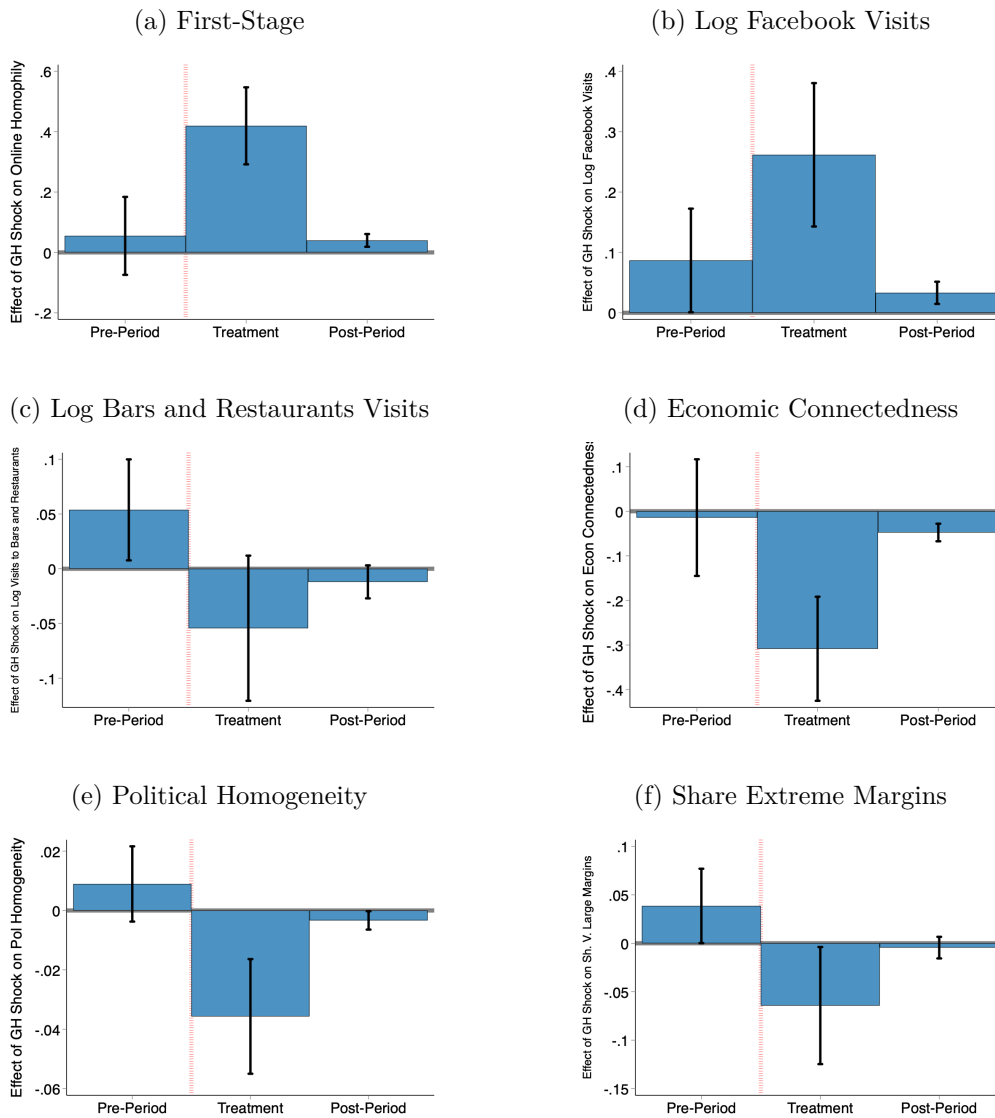 (a) First-Stage
Effect of GH Shock on Online Homophily
.6
.4
.2
0
-.2
Pre-Period Treatment Post-Period
(b) Log Facebook Visits
Effect of GH Shock on Log Facebook Visits
.4
.3
.2
.1
0
Pre-Period Treatment Post-Period
(c) Log Bars and Restaurants Visits
Effect of GH Shock on Log Visits to Bars and Restaurants
.1
.05
0
-.05
-.1
Pre-Period Treatment Post-Period
(d) Economic Connectedness
Effect of GH Shock on Econ Connectedness
.1
0
-.1
-.2
-.3
-.4
Pre-Period Treatment Post-Period
(e) Political Homogeneity
Effect of GH Shock on Pol Homogeneity
.02
0
-.02
-.04
-.06
Pre-Period Treatment Post-Period
(f) Share Extreme Margins
Effect of GH Shock on Sh. V. Large Margins
.1
.05
0
-.05
-.1
-.15
Pre-Period Treatment Post-Period